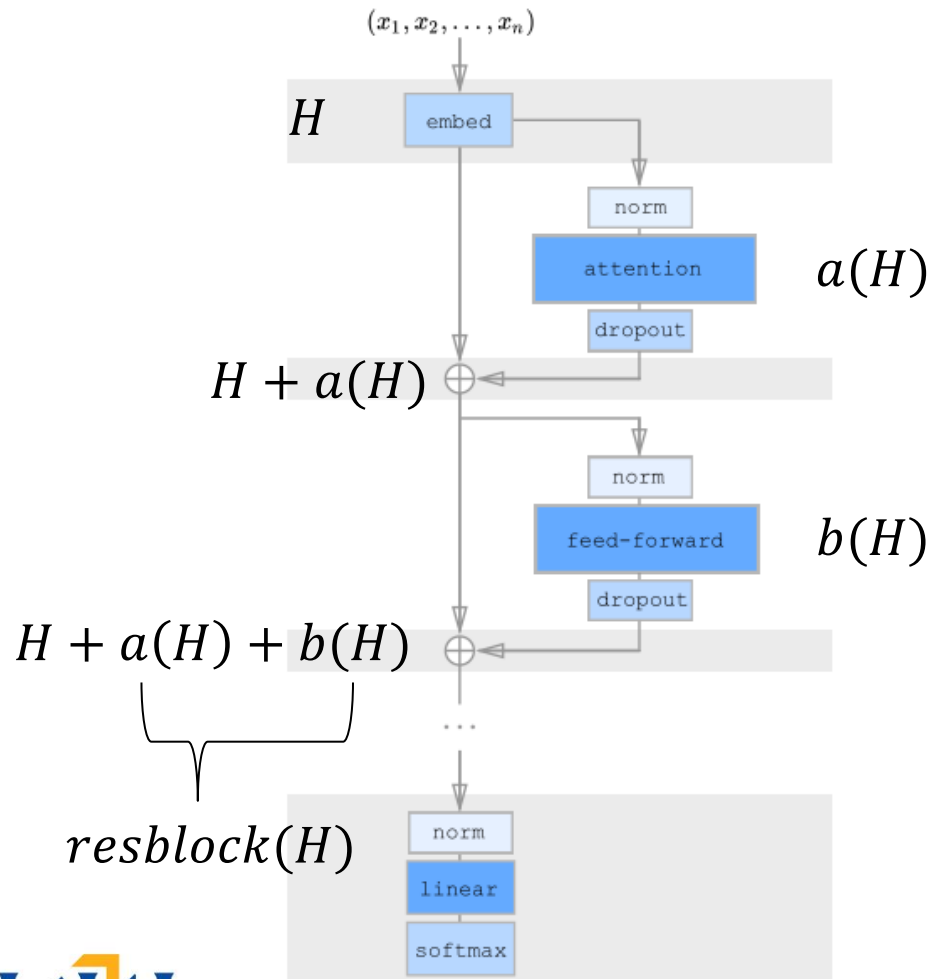 (x₁, x₂, ..., xₙ)
H
embed
norm
attention
a(H)
dropout
H + a(H)
norm
feed-forward
b(H)
dropout
H + a(H) + b(H)
...
norm
resblock(H)
linear
softmax